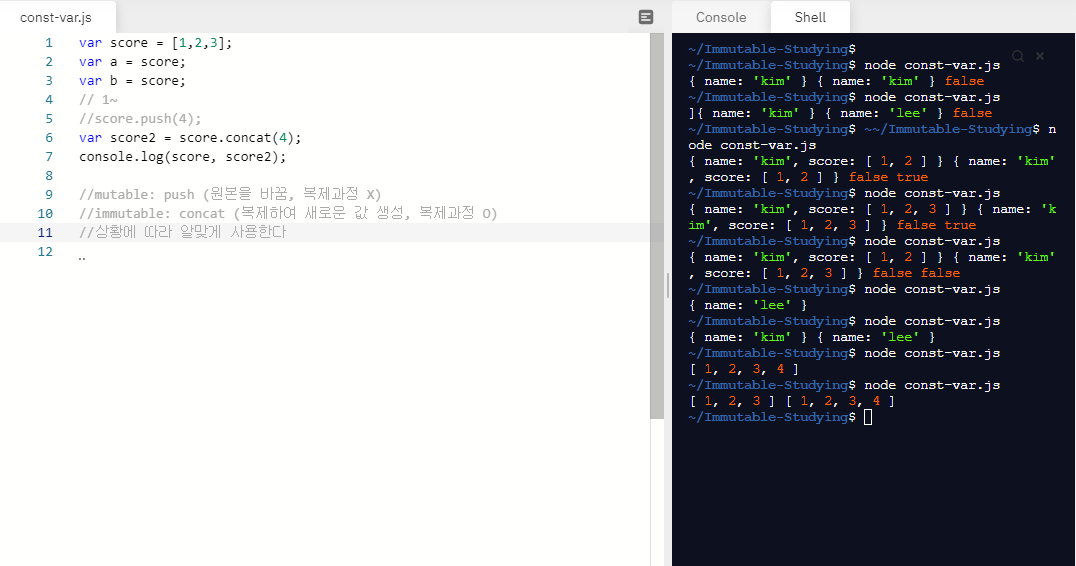 const-var.js
1 var score = [1,2,3];
2 var a = score;
3 var b = score;
4 // 1~
5 //score.push(4);
6 var score2 = score.concat(4);
7 console.log(score, score2);
8
9 //mutable: push (원본을 바꿈, 복제과정 X)
10 //immutable: concat (복제하여 새로운 값 생성, 복제과정 O)
11 //상황에 따라 알맞게 사용한다
12
Console Shell
~/Immutable-Studying$
~/Immutable-Studying$ node const-var.js
{ name: 'kim' } { name: 'kim' } false
~/Immutable-Studying$ node const-var.js
]{ name: 'kim' } { name: 'lee' } false
~/Immutable-Studying$ ~~/Immutable-Studying$ n
ode const-var.js
{ name: 'kim', score: [ 1, 2 ] } { name: 'kim'
, score: [ 1, 2 ] } false true
~/Immutable-Studying$ node const-var.js
{ name: 'kim', score: [ 1, 2, 3 ] } { name: 'k
im', score: [ 1, 2, 3 ] } false true
~/Immutable-Studying$ node const-var.js
{ name: 'kim', score: [ 1, 2 ] } { name: 'kim'
, score: [ 1, 2, 3 ] } false false
~/Immutable-Studying$ node const-var.js
{ name: 'lee' }
~/Immutable-Studying$ node const-var.js
{ name: 'kim' } { name: 'lee' }
~/Immutable-Studying$ node const-var.js
[ 1, 2, 3, 4 ]
~/Immutable-Studying$ node const-var.js
[ 1, 2, 3 ] [ 1, 2, 3, 4 ]
~/Immutable-Studying$